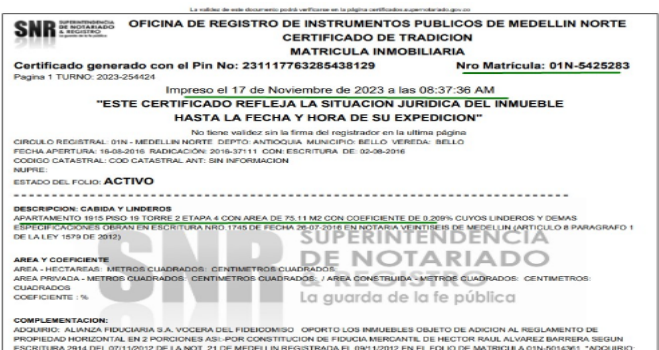 La validez de este documento podrá verificarse en la página certificados.supernotariado.gov.co
SNR SUPERINTENDENCIA DE NOTARIADO & REGISTRO
La guarda de la fe pública
OFICINA DE REGISTRO DE INSTRUMENTOS PUBLICOS DE MEDELLIN NORTE
CERTIFICADO DE TRADICION
MATRICULA INMOBILIARIA
Certificado generado con el Pin No: 231117763285438129 Nro Matrícula: 01N-5425283
Pagina 1 TURNO: 2023-254424
Impreso el 17 de Noviembre de 2023 a las 08:37:36 AM
"ESTE CERTIFICADO REFLEJA LA SITUACION JURIDICA DEL INMUEBLE
HASTA LA FECHA Y HORA DE SU EXPEDICION"
No tiene validez sin la firma del registrador en la ultima página
CIRCULO REGISTRAL: 01N - MEDELLIN NORTE DEPTO: ANTIOQUIA MUNICIPIO: BELLO VEREDA: BELLO
FECHA APERTURA: 16-08-2016 RADICACIÓN: 2016-37111 CON: ESCRITURA DE: 02-08-2016
CODIGO CATASTRAL: COD CATASTRAL ANT: SIN INFORMACION
NUPRE:
ESTADO DEL FOLIO: ACTIVO
DESCRIPCION: CABIDA Y LINDEROS
APARTAMENTO 1915 PISO 19 TORRE 2 ETAPA 4 CON AREA DE 75.11 M2 CON COEFICIENTE DE 0.209% CUYOS LINDEROS Y DEMAS
ESPECIFICACIONES OBRAN EN ESCRITURA NRO 1745 DE FECHA 26-07-2016 EN NOTARIA VEINTISEIS DE MEDELLIN (ARTICULO 8 PARAGRAFO 1
DE LA LEY 1579 DE 2012)
SNR SUPERINTENDENCIA
DE NOTARIADO
& REGISTRO
La guarda de la fe pública
AREA Y COEFICIENTE
AREA - HECTAREAS: METROS CUADRADOS: CENTIMETROS CUADRADOS:
AREA PRIVADA - METROS CUADRADOS: CENTIMETROS CUADRADOS: / AREA CONSTRUIDA - METROS CUADRADOS: CENTIMETROS:
CUADRADOS
COEFICIENTE : %
COMPLEMENTACION:
ADQUIRIO: ALIANZA FIDUCIARIA S.A. VOCERA DEL FIDEICOMISO OPORTO LOS INMUEBLES OBJETO DE ADICION AL REGLAMENTO DE
PROPIEDAD HORIZONTAL EN 2 PORCIONES ASI:-POR CONSTITUCION DE FIDUCIA MERCANTIL DE HECTOR RAUL ALVAREZ BARRERA SEGUN
ESCRITURA 2914 DEL 07/11/2012 DE LA NOT. 21 DE MEDELLIN REGISTRADA EL 09/11/2012 EN EL FOLIO DE MATRICULA 01N-5014361. "ADQUIRIO: